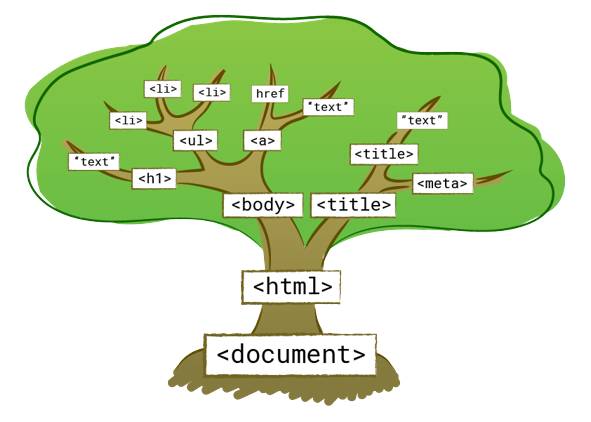 <li>
<li>
href
"text"
<li>
"text"
<ul>
<a>
<title>
"text"
<h1>
<meta>
<body>
<title>
<html>
<document>